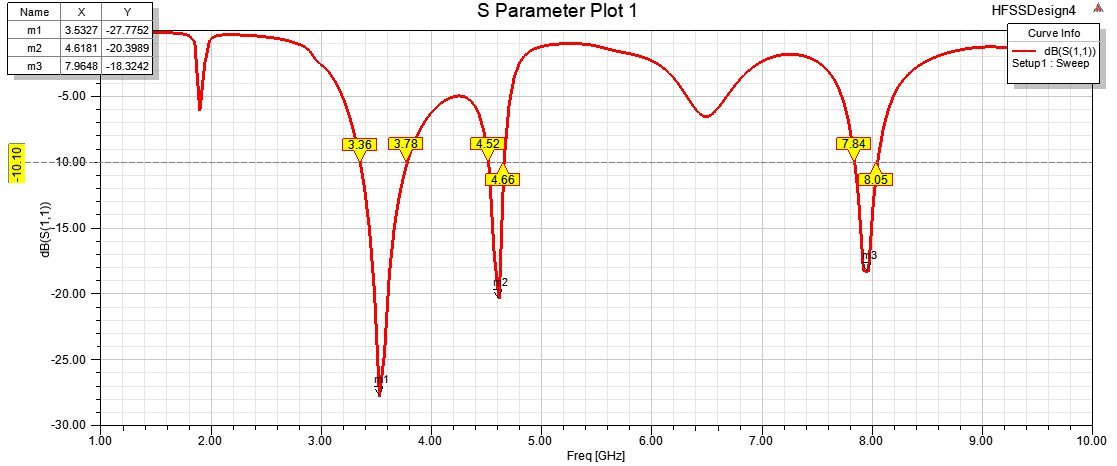 S Parameter Plot 1
HFSSDesign4
Name X Y
m1 3.5327 -27.7752
m2 4.6181 -20.3989
m3 7.9648 -18.3242
Curve Info
dB(S(1,1))
Setup1 : Sweep
-5.00
3.36 3.78 4.52 7.84
-10.10
-10.00
4.66 8.05
dB(S(1,1))
-15.00
m3
m2
-20.00
-25.00
m1
-30.00
1.00 2.00 3.00 4.00 5.00 6.00 7.00 8.00 9.00 10.00
Freq [GHz]